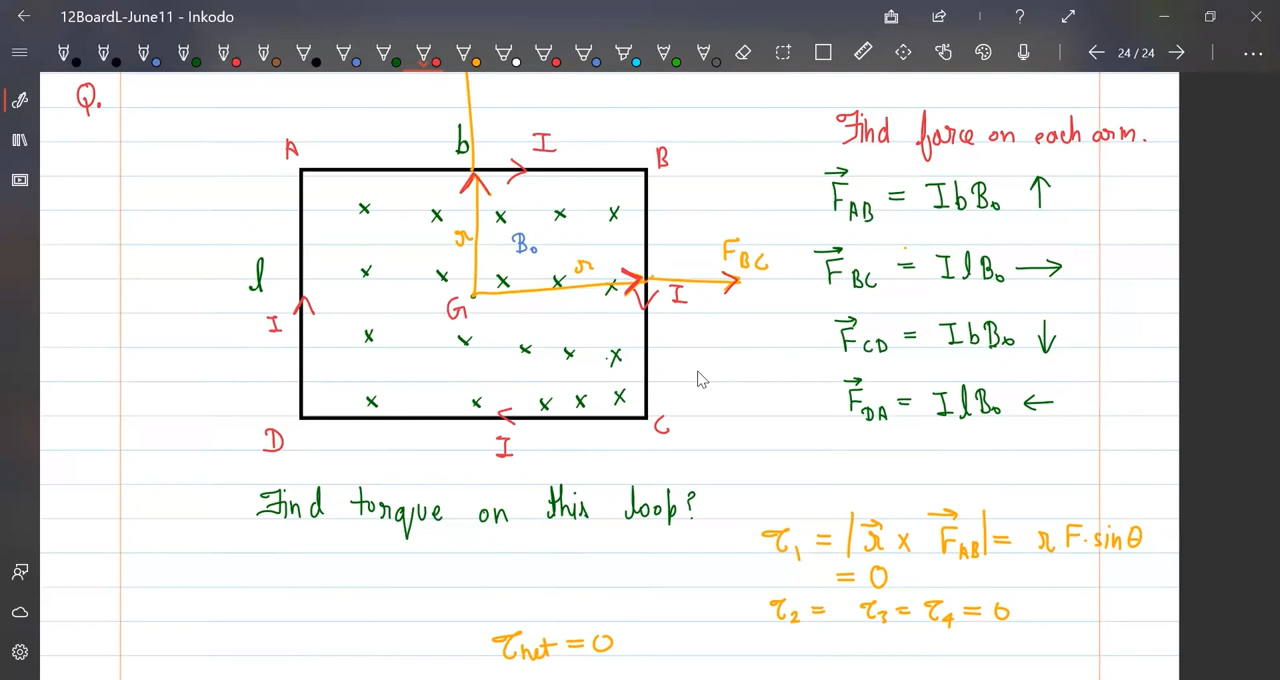 12BoardL-June11 - Inkodo
24 / 24
Q.
A b I B
Find force on each arm.
F⃗AB = IbB₀ ↑
r B₀ r FBC
F⃗BC = IlB₀ →
l
G I
I
F⃗CD = IbB₀ ↓
F⃗DA = IlB₀ ←
D I C
Find torque on this loop?
τ₁ = |r⃗ × F⃗AB| = r F·sinθ
= 0
τ₂ = τ₃ = τ₄ = 0
τnet = 0